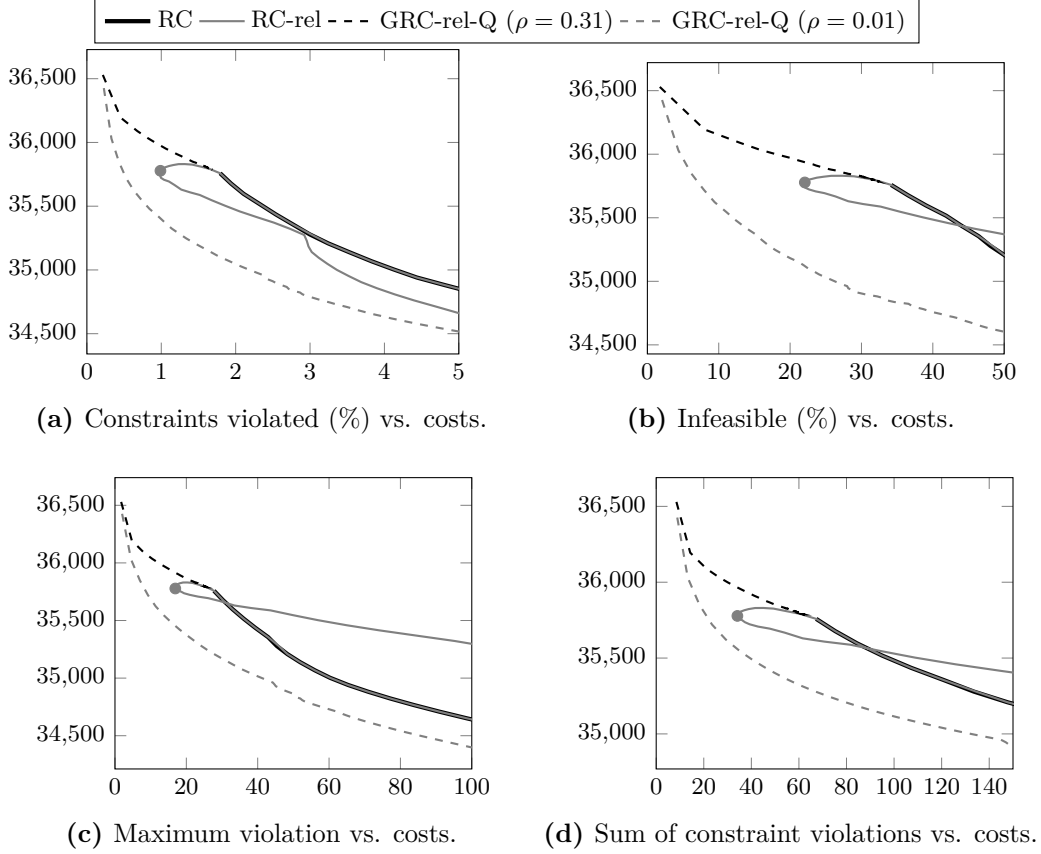 RC RC-rel GRC-rel-Q (ρ = 0.31) GRC-rel-Q (ρ = 0.01)
36,500
36,000
35,500
35,000
34,500
0 1 2 3 4 5
(a) Constraints violated (%) vs. costs.
36,500
36,000
35,500
35,000
34,500
0 10 20 30 40 50
(b) Infeasible (%) vs. costs.
36,500
36,000
35,500
35,000
34,500
0 20 40 60 80 100
(c) Maximum violation vs. costs.
36,500
36,000
35,500
35,000
0 20 40 60 80 100 120 140
(d) Sum of constraint violations vs. costs.